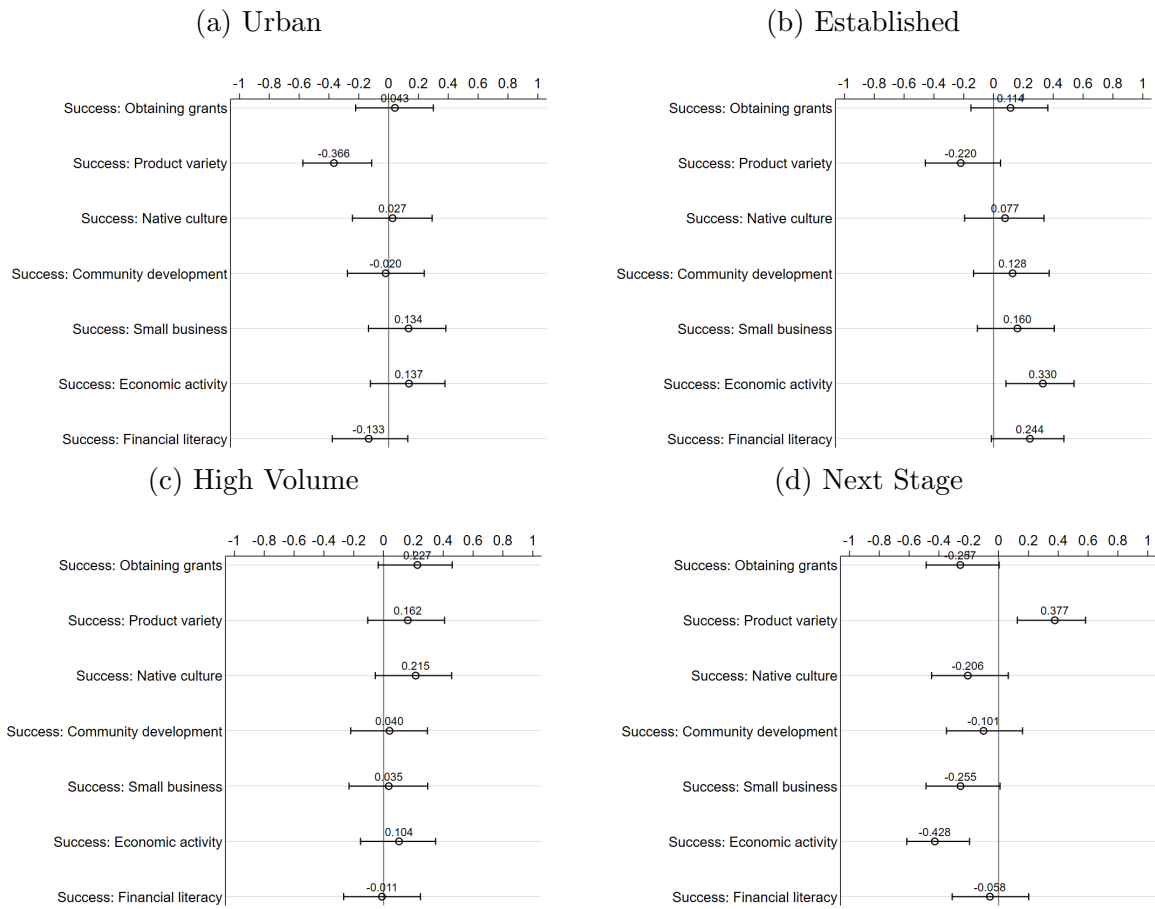 (a) Urban
-1 -0.8 -0.6 -0.4 -0.2 0 0.2 0.4 0.6 0.8 1
Success: Obtaining grants 0.043
Success: Product variety -0.366
Success: Native culture 0.027
Success: Community development -0.020
Success: Small business 0.134
Success: Economic activity 0.137
Success: Financial literacy -0.133
(b) Established
-1 -0.8 -0.6 -0.4 -0.2 0 0.2 0.4 0.6 0.8 1
Success: Obtaining grants 0.114
Success: Product variety -0.220
Success: Native culture 0.077
Success: Community development 0.128
Success: Small business 0.160
Success: Economic activity 0.330
Success: Financial literacy 0.244
(c) High Volume
-1 -0.8 -0.6 -0.4 -0.2 0 0.2 0.4 0.6 0.8 1
Success: Obtaining grants 0.227
Success: Product variety 0.162
Success: Native culture 0.215
Success: Community development 0.040
Success: Small business 0.035
Success: Economic activity 0.104
Success: Financial literacy -0.011
(d) Next Stage
-1 -0.8 -0.6 -0.4 -0.2 0 0.2 0.4 0.6 0.8 1
Success: Obtaining grants -0.257
Success: Product variety 0.377
Success: Native culture -0.206
Success: Community development -0.101
Success: Small business -0.255
Success: Economic activity -0.428
Success: Financial literacy -0.058